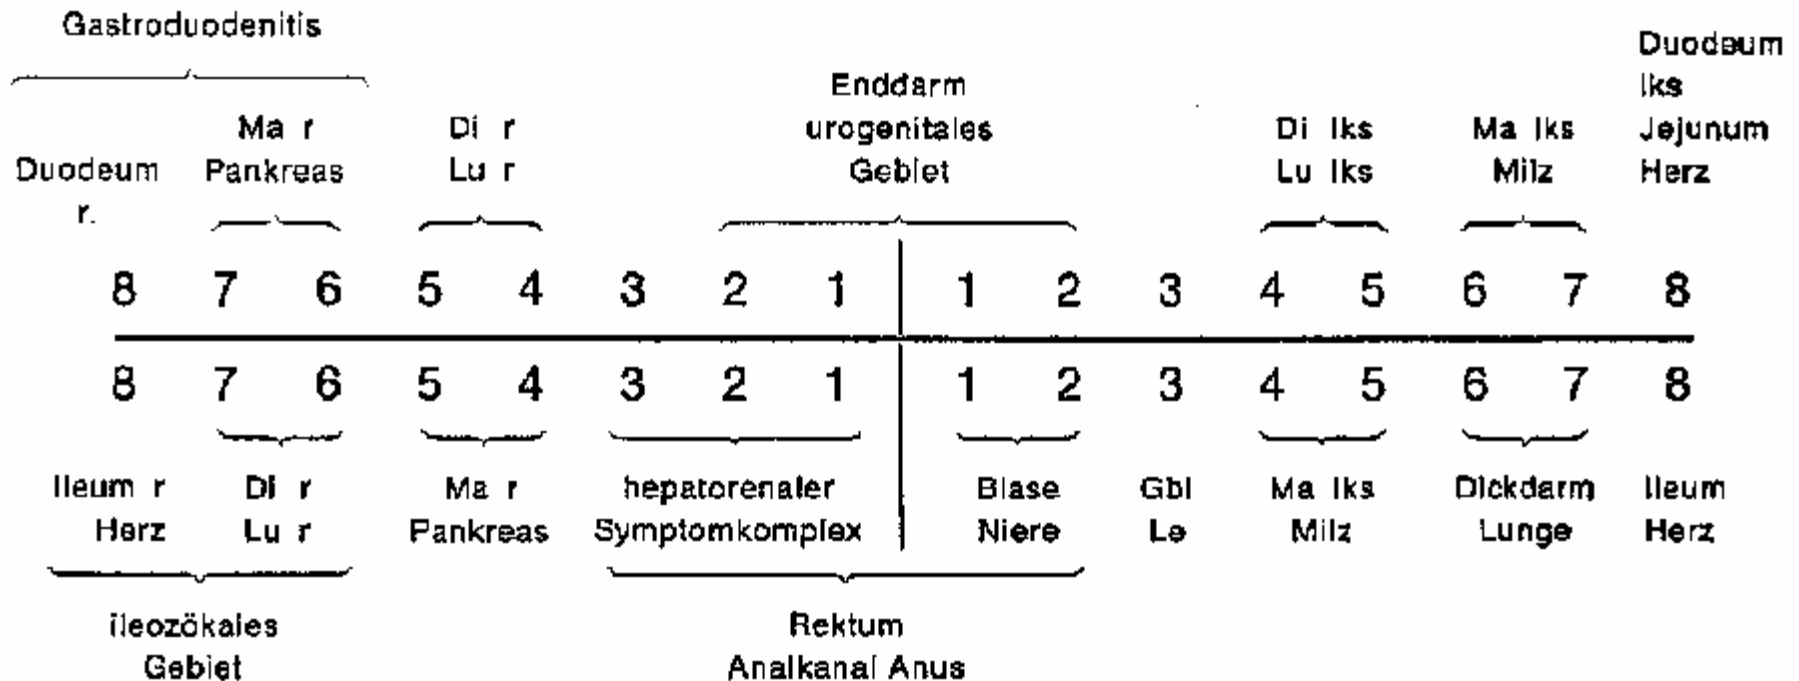 Gastroduodenitis
Duodeum
Enddarm lks
Ma r Di r urogenitales Di lks Ma lks Jejunum
Duodeum Pankreas Lu r Gebiet Lu lks Milz Herz
r.
8 7 6 5 4 3 2 1 1 2 3 4 5 6 7 8
8 7 6 5 4 3 2 1 1 2 3 4 5 6 7 8
Ileum r Di r Ma r hepatorenaler Blase Gbl Ma lks Dickdarm Ileum
Herz Lu r Pankreas Symptomkomplex Niere Le Milz Lunge Herz
ileozökales Rektum
Gebiet Analkanal Anus